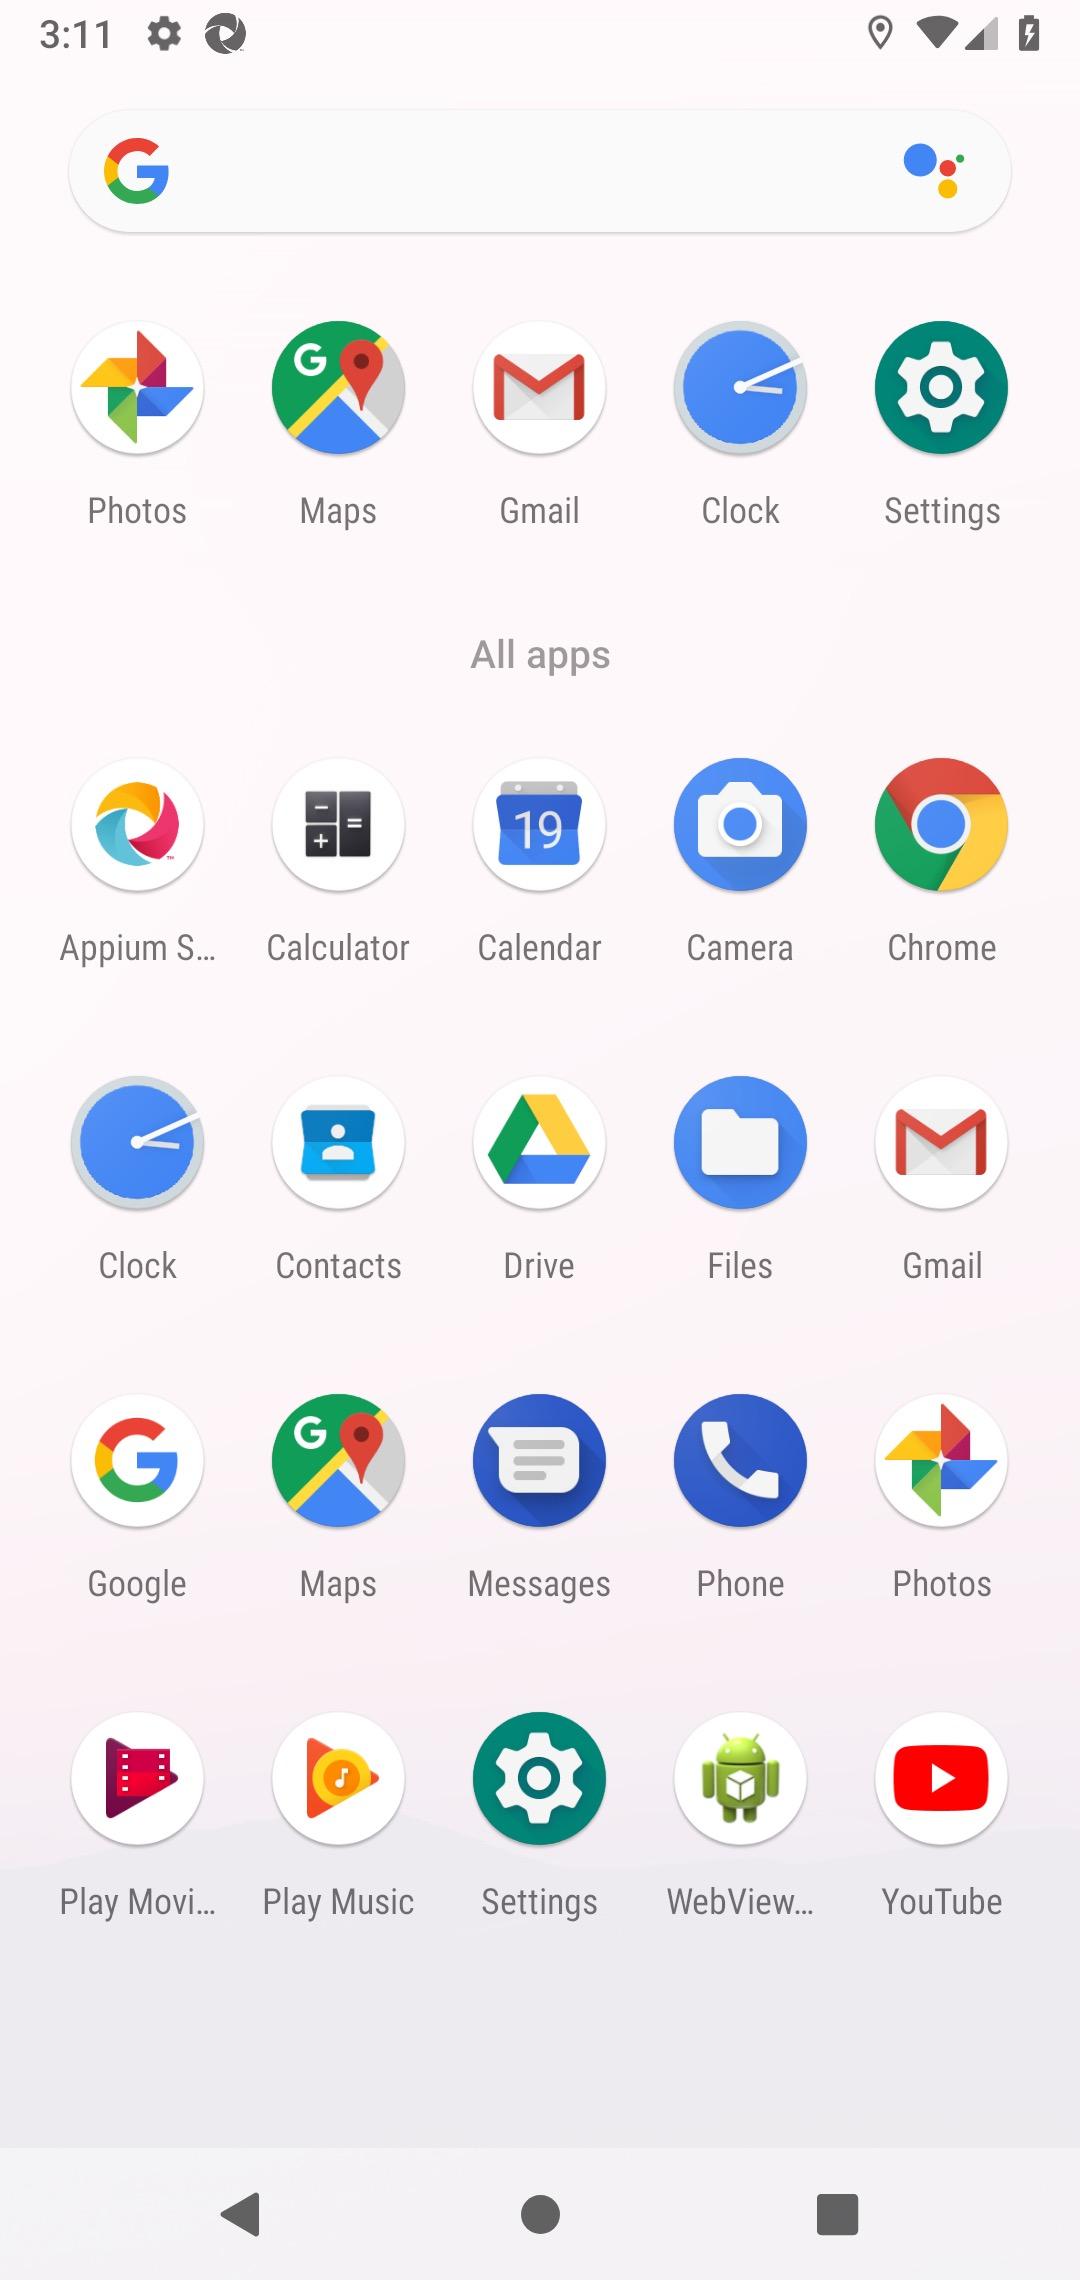 3:11
Photos Maps Gmail Clock Settings
All apps
19
Appium S... Calculator Calendar Camera Chrome
Clock Contacts Drive Files Gmail
Google Maps Messages Phone Photos
Play Movi... Play Music Settings WebView... YouTube